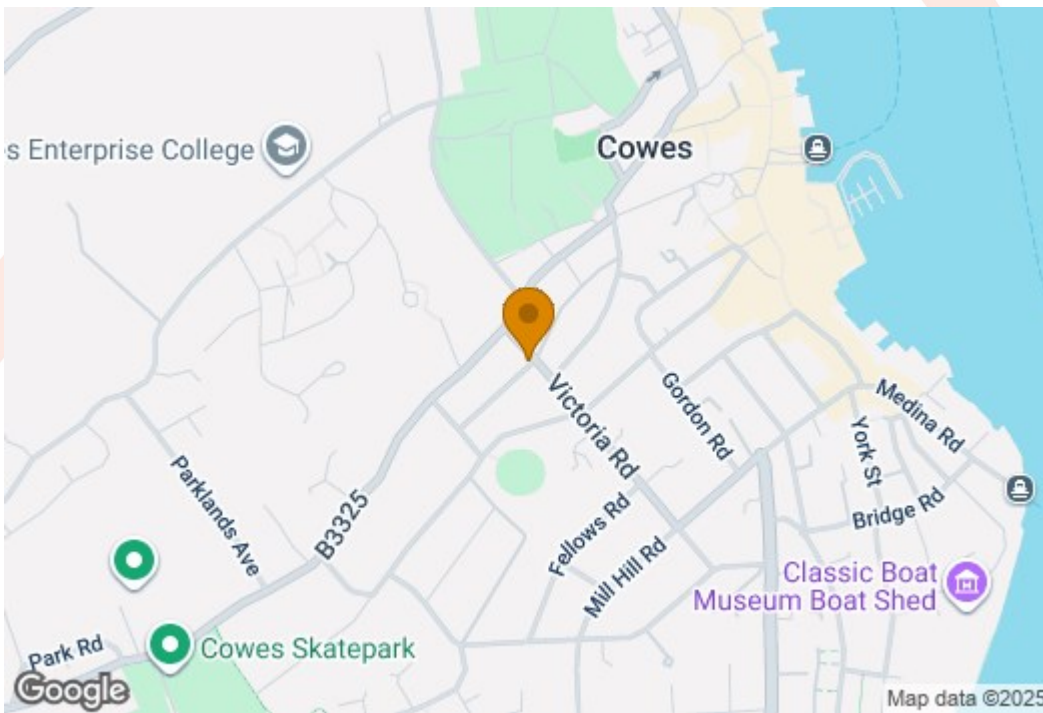 Cowes
s Enterprise College
Victoria Rd
Gordon Rd
Medina Rd
York St
Bridge Rd
Parklands Ave
B3325
Fellows Rd
Mill Hill Rd
Classic Boat
Museum Boat Shed
Park Rd
Cowes Skatepark
Google
Map data ©2025